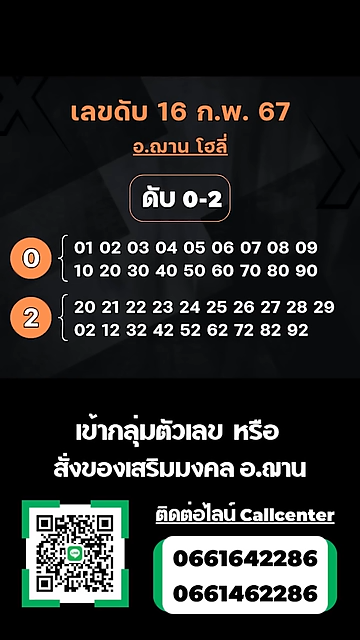 เลขดับ 16 ก.พ. 67
อ.ฌาน โฮลี่
ดับ 0-2
0
01 02 03 04 05 06 07 08 09
10 20 30 40 50 60 70 80 90
2
20 21 22 23 24 25 26 27 28 29
02 12 32 42 52 62 72 82 92
เข้ากลุ่มตัวเลข หรือ
สั่งของเสริมมงคล อ.ฌาน
ติดต่อไลน์ Callcenter
0661642286
0661462286